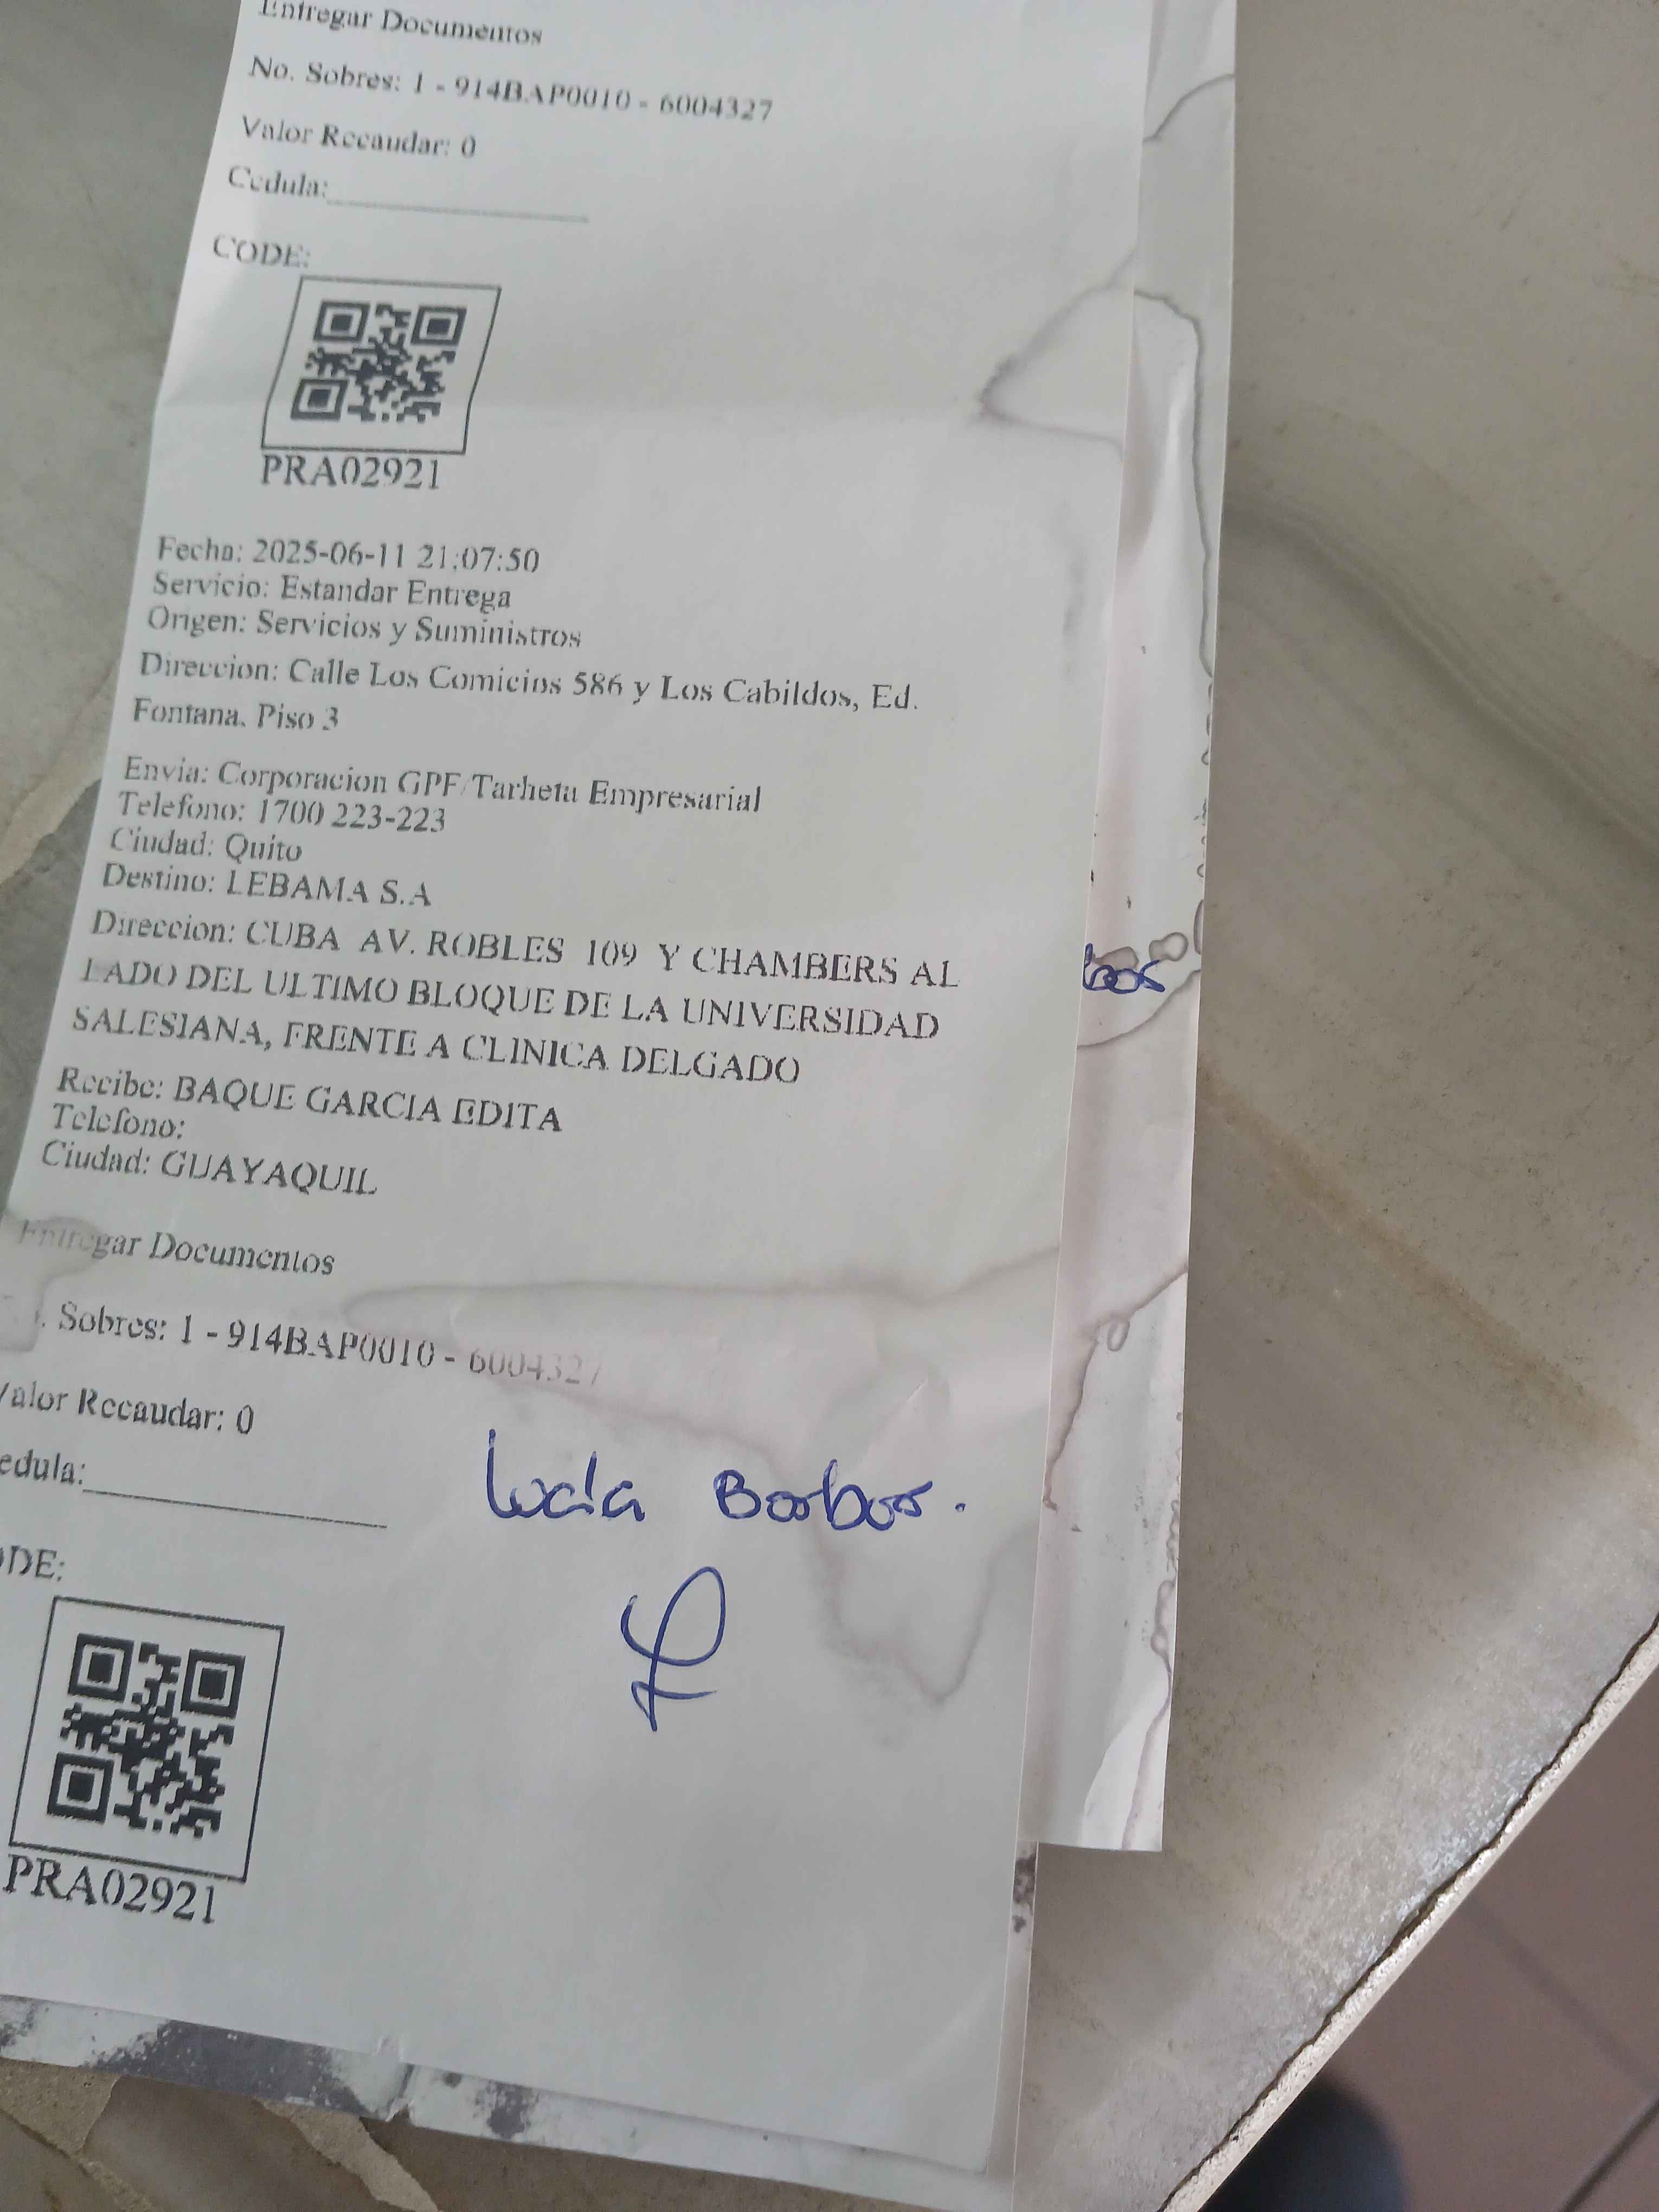 Entregar Documentos
No. Sobres: 1 - 914BAP0010 - 6004327
Valor Recaudar: 0
Cedula:
CODE:
PRA02921
Fecha: 2025-06-11 21:07:50
Servicio: Estandar Entrega
Origen: Servicios y Suministros
Direccion: Calle Los Comicios 586 y Los Cabildos, Ed.
Fontana. Piso 3
Envia: Corporacion GPF/Tarheta Empresarial
Telefono: 1700 223-223
Ciudad: Quito
Destino: LEBAMA S.A
Direccion: CUBA AV. ROBLES 109 Y CHAMBERS AL
LADO DEL ULTIMO BLOQUE DE LA UNIVERSIDAD
SALESIANA, FRENTE A CLINICA DELGADO
Recibe: BAQUE GARCIA EDITA
Telefono:
Ciudad: GUAYAQUIL
Entregar Documentos
. Sobres: 1 - 914BAP0010 - 6004327
Valor Recaudar: 0
edula:
Lucia
ODE:
PRA02921